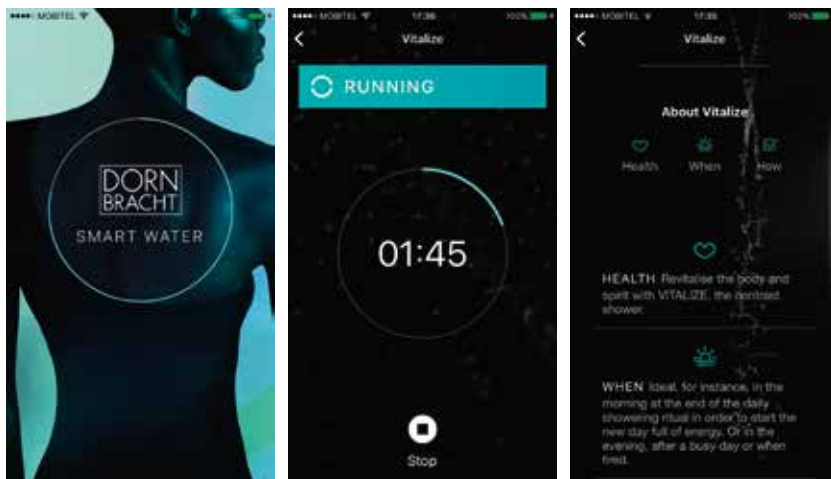 MOBITEL
DORN
BRACHT
SMART WATER
MOBITEL 17:36 100%
Vitalize
RUNNING
01:45
Stop
MOBITEL 17:35 100%
Vitalize
About Vitalize
Health When How
HEALTH Revitalise the body and
spirit with VITALIZE, the contrast
shower.
WHEN Ideal, for instance, in the
morning at the end of the daily
showering ritual in order to start the
new day full of energy. Or in the
evening, after a busy day or when
tired.